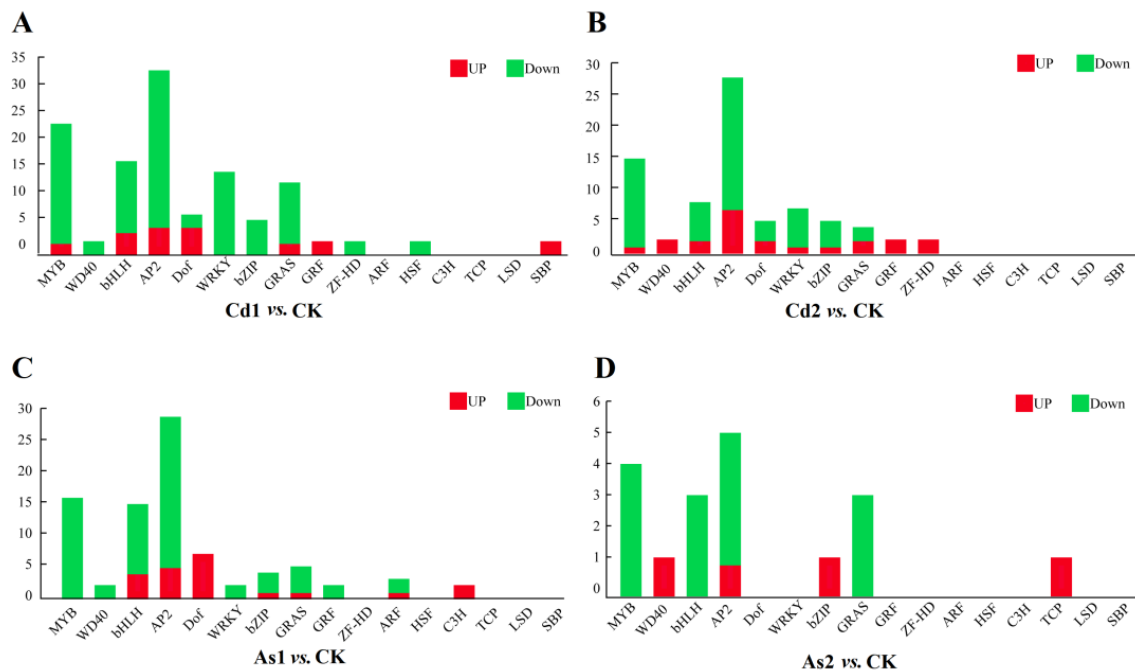 A
UP Down
35
30
25
20
15
10
5
0
MYB WD40 bHLH AP2 Dof WRKY bZIP GRAS GRF ZF-HD ARF HSF C3H TCP LSD SBP
Cd1 vs. CK
B
UP Down
30
25
20
15
10
5
0
MYB WD40 bHLH AP2 Dof WRKY bZIP GRAS GRF ZF-HD ARF HSF C3H TCP LSD SBP
Cd2 vs. CK
C
UP Down
30
25
20
15
10
5
0
MYB WD40 bHLH AP2 Dof WRKY bZIP GRAS GRF ZF-HD ARF HSF C3H TCP LSD SBP
As1 vs. CK
D
UP Down
6
5
4
3
2
1
0
MYB WD40 bHLH AP2 Dof WRKY bZIP GRAS GRF ZF-HD ARF HSF C3H TCP LSD SBP
As2 vs. CK